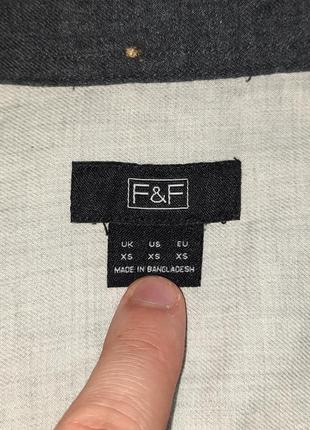 F&F
UK US EU
XS XS XS
MADE IN BANGLADESH